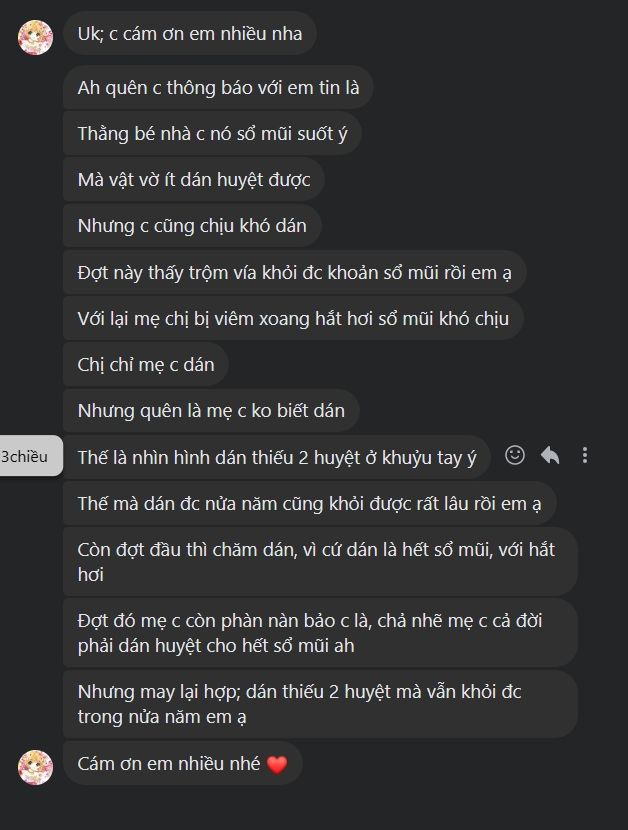 Uk; c cám ơn em nhiều nha
Ah quên c thông báo với em tin là
Thằng bé nhà c nó sổ mũi suốt ý
Mà vật vờ ít dán huyệt được
Nhưng c cũng chịu khó dán
Đợt này thấy trộm vía khỏi đc khoản sổ mũi rồi em ạ
Với lại mẹ chị bị viêm xoang hắt hơi sổ mũi khó chịu
Chị chỉ mẹ c dán
Nhưng quên là mẹ c ko biết dán
3chiều
Thế là nhìn hình dán thiếu 2 huyệt ở khuỷu tay ý
Thế mà dán đc nửa năm cũng khỏi được rất lâu rồi em ạ
Còn đợt đầu thì chăm dán, vì cứ dán là hết sổ mũi, với hắt
hơi
Đợt đó mẹ c còn phàn nàn bảo c là, chả nhẽ mẹ c cả đời
phải dán huyệt cho hết sổ mũi ah
Nhưng may lại hợp; dán thiếu 2 huyệt mà vẫn khỏi đc
trong nửa năm em ạ
Cám ơn em nhiều nhé ❤️